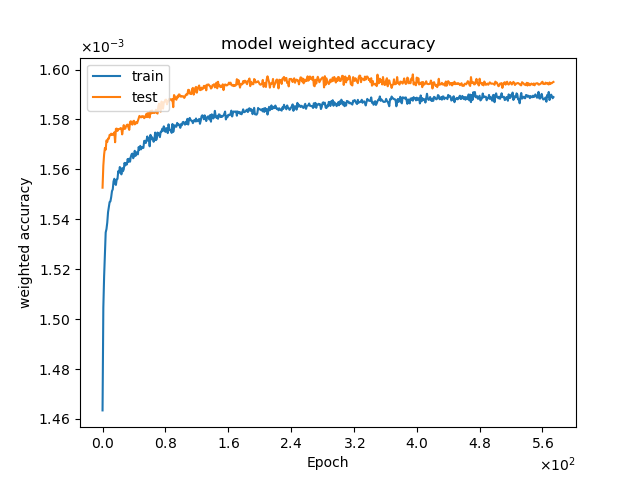 model weighted accuracy
×10⁻³
train
test
1.60
1.58
1.56
1.54
1.52
1.50
1.48
1.46
weighted accuracy
0.0 0.8 1.6 2.4 3.2 4.0 4.8 5.6
Epoch
×10²